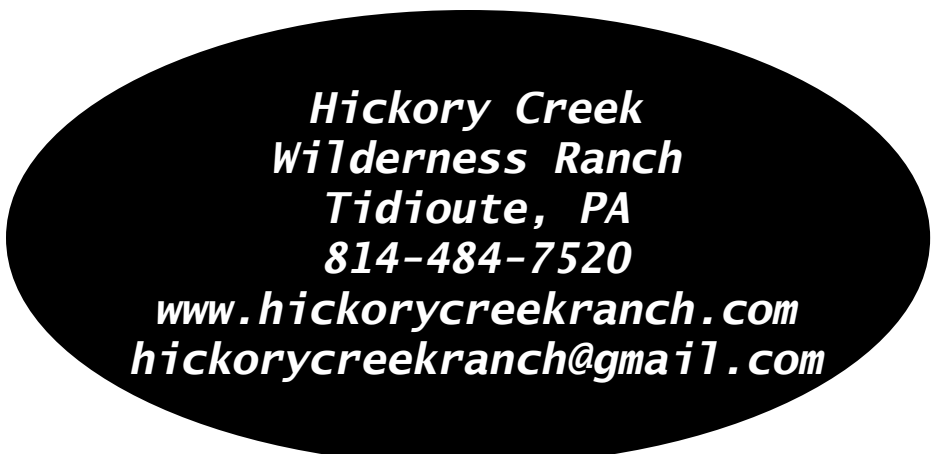 Hickory Creek
Wilderness Ranch
Tidioute, PA
814-484-7520
www.hickorycreekranch.com
hickorycreekranch@gmail.com